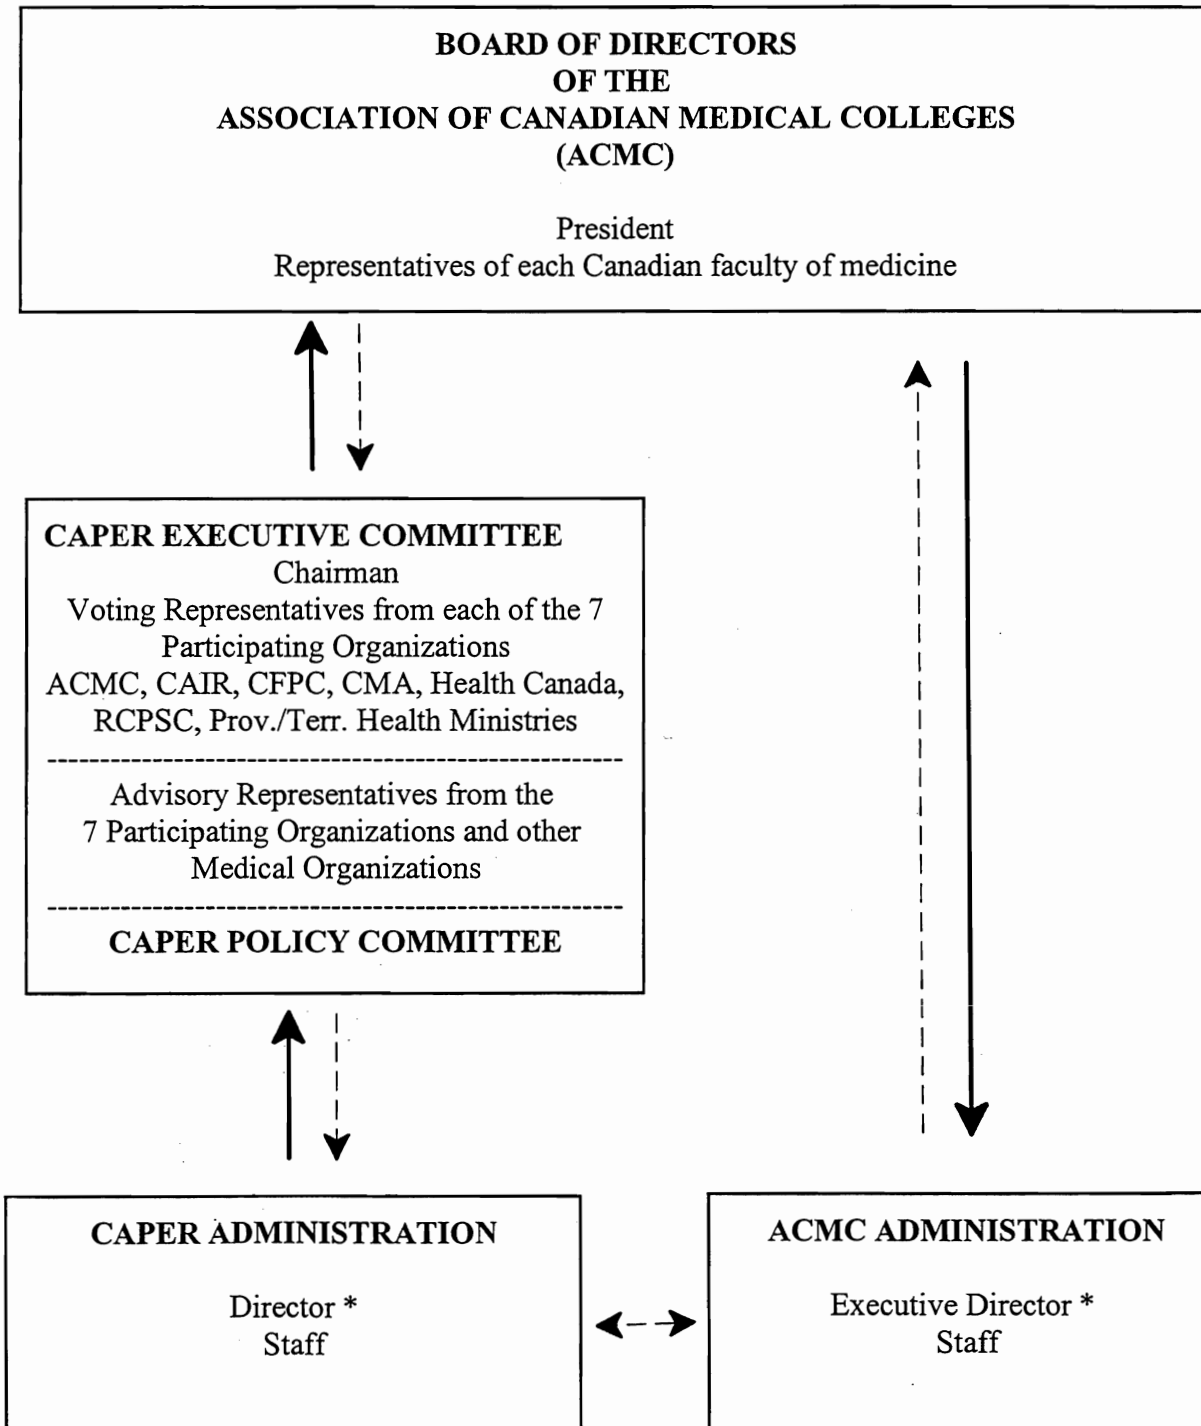 BOARD OF DIRECTORS
OF THE
ASSOCIATION OF CANADIAN MEDICAL COLLEGES
(ACMC)
President
Representatives of each Canadian faculty of medicine
CAPER EXECUTIVE COMMITTEE
Chairman
Voting Representatives from each of the 7
Participating Organizations
ACMC, CAIR, CFPC, CMA, Health Canada,
RCPSC, Prov./Terr. Health Ministries
Advisory Representatives from the
7 Participating Organizations and other
Medical Organizations
CAPER POLICY COMMITTEE
CAPER ADMINISTRATION
Director *
Staff
ACMC ADMINISTRATION
Executive Director *
Staff